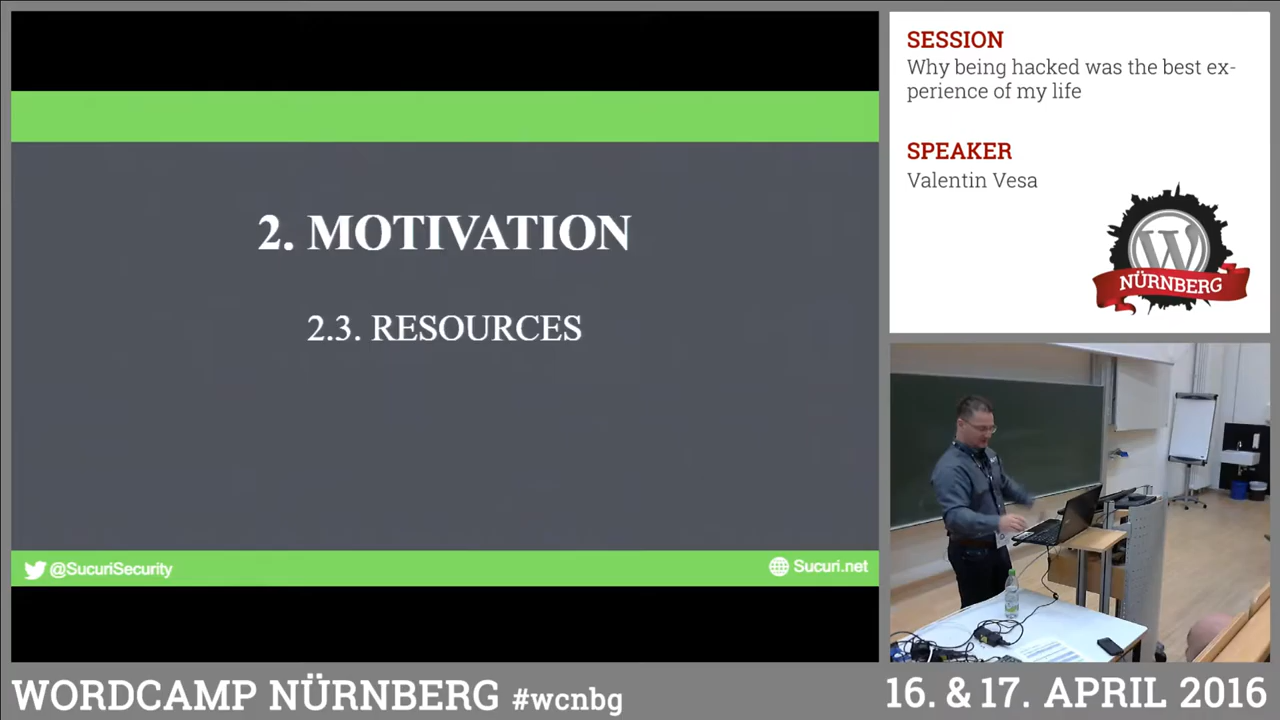 2. MOTIVATION
2.3. RESOURCES
@SucuriSecurity
Sucuri.net
SESSION
Why being hacked was the best ex-
perience of my life
SPEAKER
Valentin Vesa
W
NÜRNBERG
WORDCAMP NÜRNBERG #wcnbg
16. & 17. APRIL 2016